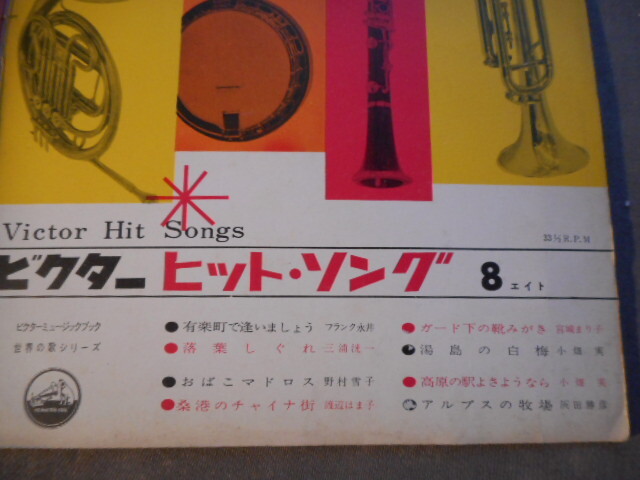 Victor Hit Songs
33⅓ R.P.M
ビクター ヒット・ソング 8 エイト
ビクターミュージックブック
世界の歌シリーズ
有楽町で逢いましょう フランク永井
落葉しぐれ 三浦洸一
おばこマドロス 野村雪子
桑港のチャイナ街 渡辺はま子
ガード下の靴みがき 宮城まり子
湯島の白梅 小畑実
高原の駅よさようなら 小畑実
アルプスの牧場 灰田勝彦